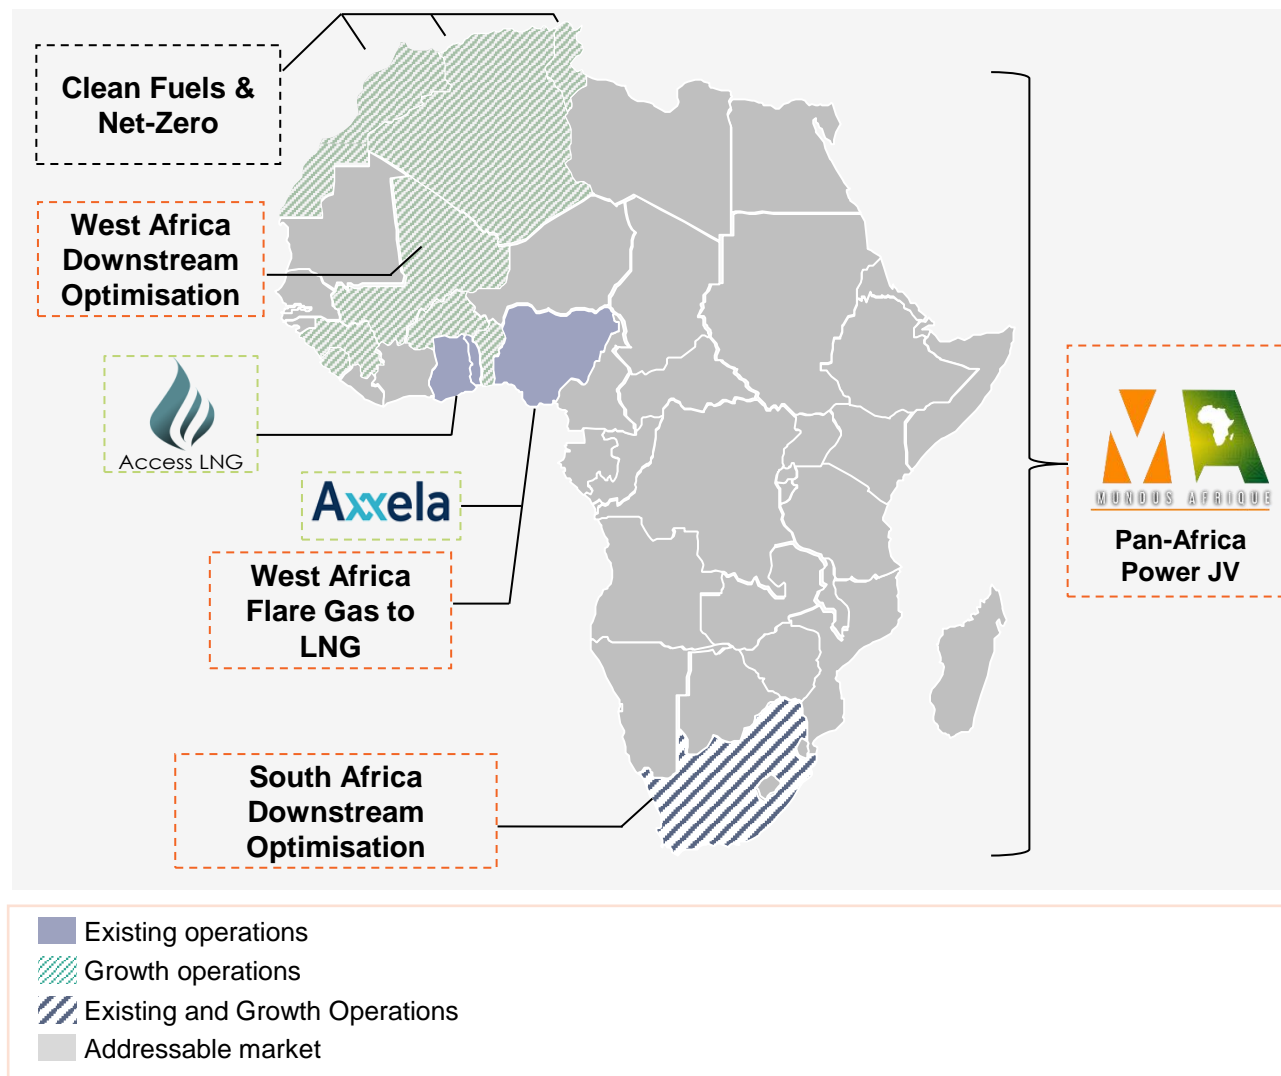 Clean Fuels &
Net-Zero
West Africa
Downstream
Optimisation
Access LNG
Axxela
West Africa
Flare Gas to
LNG
South Africa
Downstream
Optimisation
MA
MUNDUS AFRIQUE
Pan-Africa
Power JV
Existing operations
Growth operations
Existing and Growth Operations
Addressable market